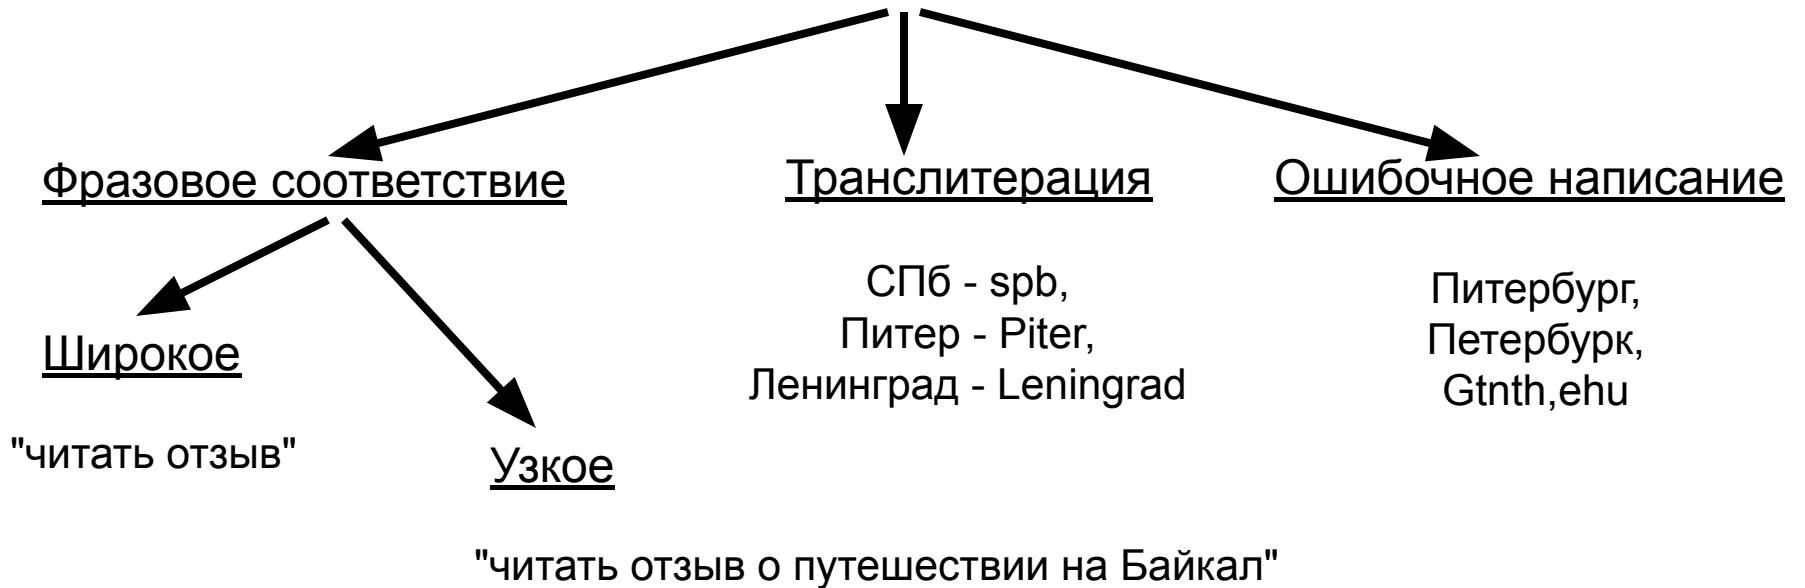 Фразовое соответствие
Транслитерация
Ошибочное написание
Широкое
"читать отзыв"
Узкое
"читать отзыв о путешествии на Байкал"
СПб - spb,
Питер - Piter,
Ленинград - Leningrad
Питербург,
Петербурк,
Gtnth,ehu